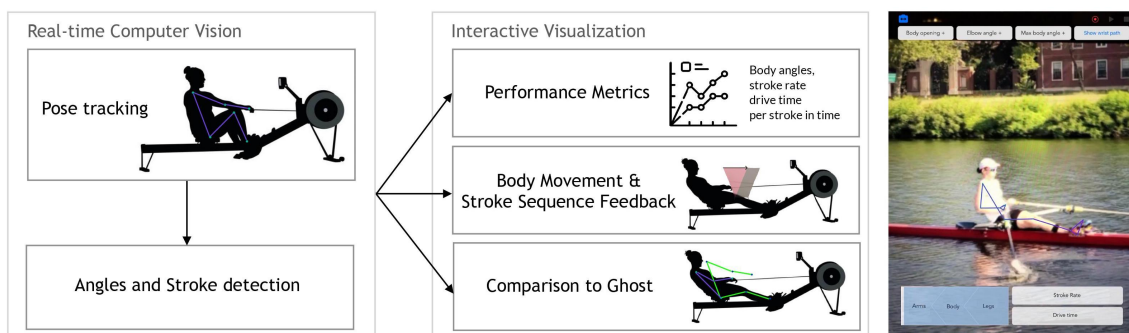 Real-time Computer Vision
Pose tracking
Angles and Stroke detection
Interactive Visualization
Performance Metrics
Body angles,
stroke rate
drive time
per stroke in time
Body Movement &
Stroke Sequence Feedback
Comparison to Ghost
Body opening +
Elbow angle +
Max body angle +
Show wrist path
Arms
Body
Legs
Stroke Rate
Drive time